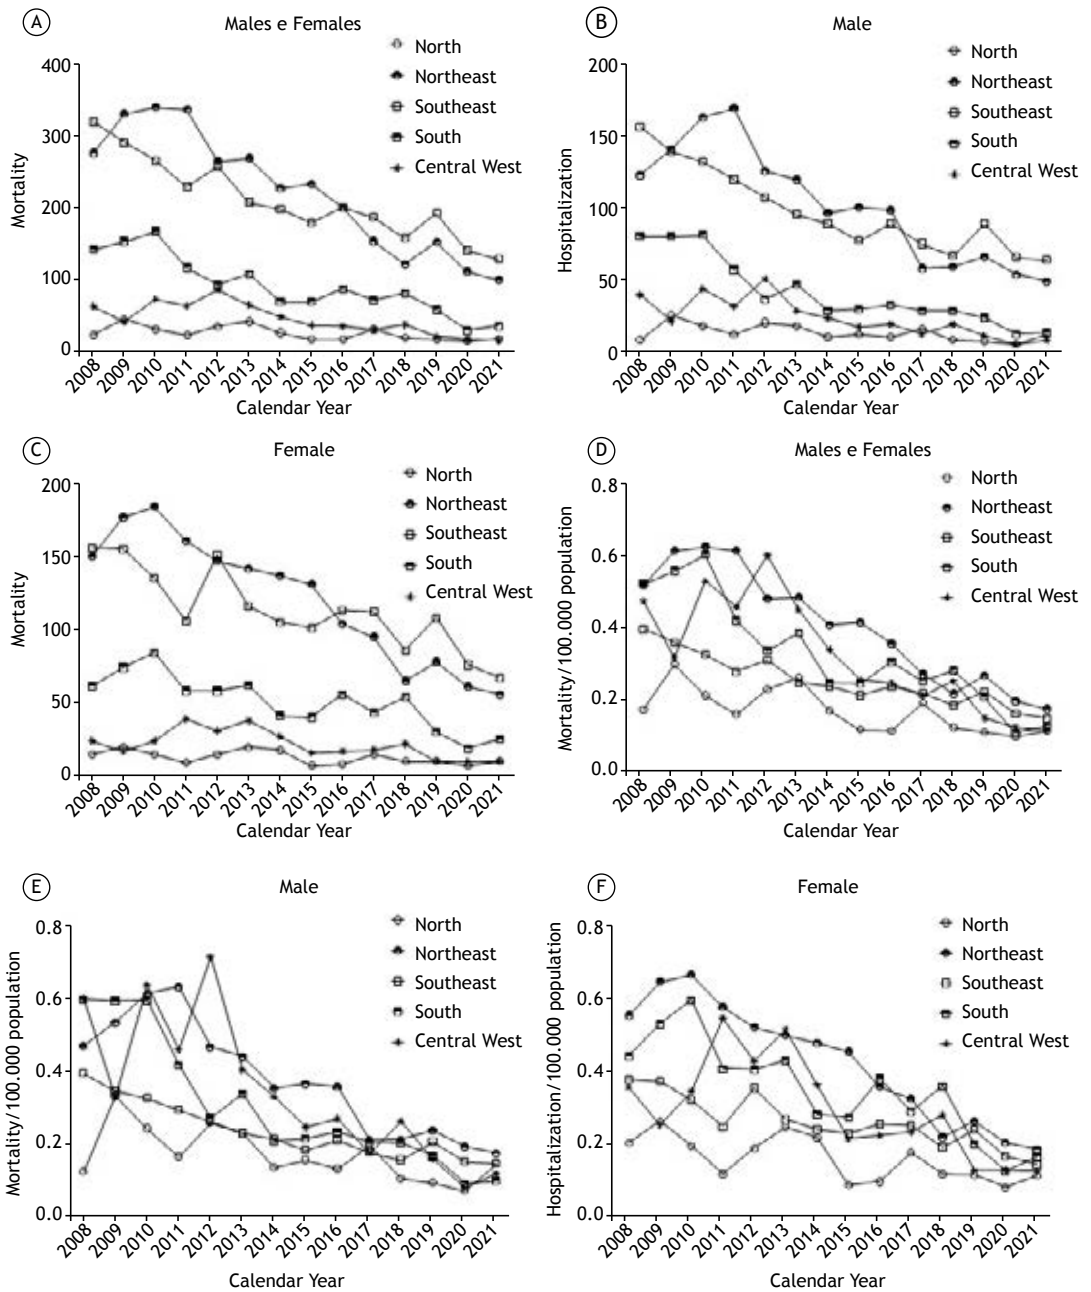 A
Males e Females
North
Northeast
Southeast
South
Central West
400
300
200
100
0
Mortality
2008 2009 2010 2011 2012 2013 2014 2015 2016 2017 2018 2019 2020 2021
Calendar Year
B
Male
North
Northeast
Southeast
South
Central West
200
150
100
50
0
Hospitalization
2008 2009 2010 2011 2012 2013 2014 2015 2016 2017 2018 2019 2020 2021
Calendar Year
C
Female
North
Northeast
Southeast
South
Central West
200
150
100
50
0
Mortality
2008 2009 2010 2011 2012 2013 2014 2015 2016 2017 2018 2019 2020 2021
Calendar Year
D
Males e Females
North
Northeast
Southeast
South
Central West
0.8
0.6
0.4
0.2
0.0
Mortality/100.000 population
2008 2009 2010 2011 2012 2013 2014 2015 2016 2017 2018 2019 2020 2021
Calendar Year
E
Male
North
Northeast
Southeast
South
Central West
0.8
0.6
0.4
0.2
0.0
Mortality/100.000 population
2008 2009 2010 2011 2012 2013 2014 2015 2016 2017 2018 2019 2020 2021
Calendar Year
F
Female
North
Northeast
Southeast
South
Central West
0.8
0.6
0.4
0.2
0.0
Hospitalization/100.000 population
2008 2009 2010 2011 2012 2013 2014 2015 2016 2017 2018 2019 2020 2021
Calendar Year